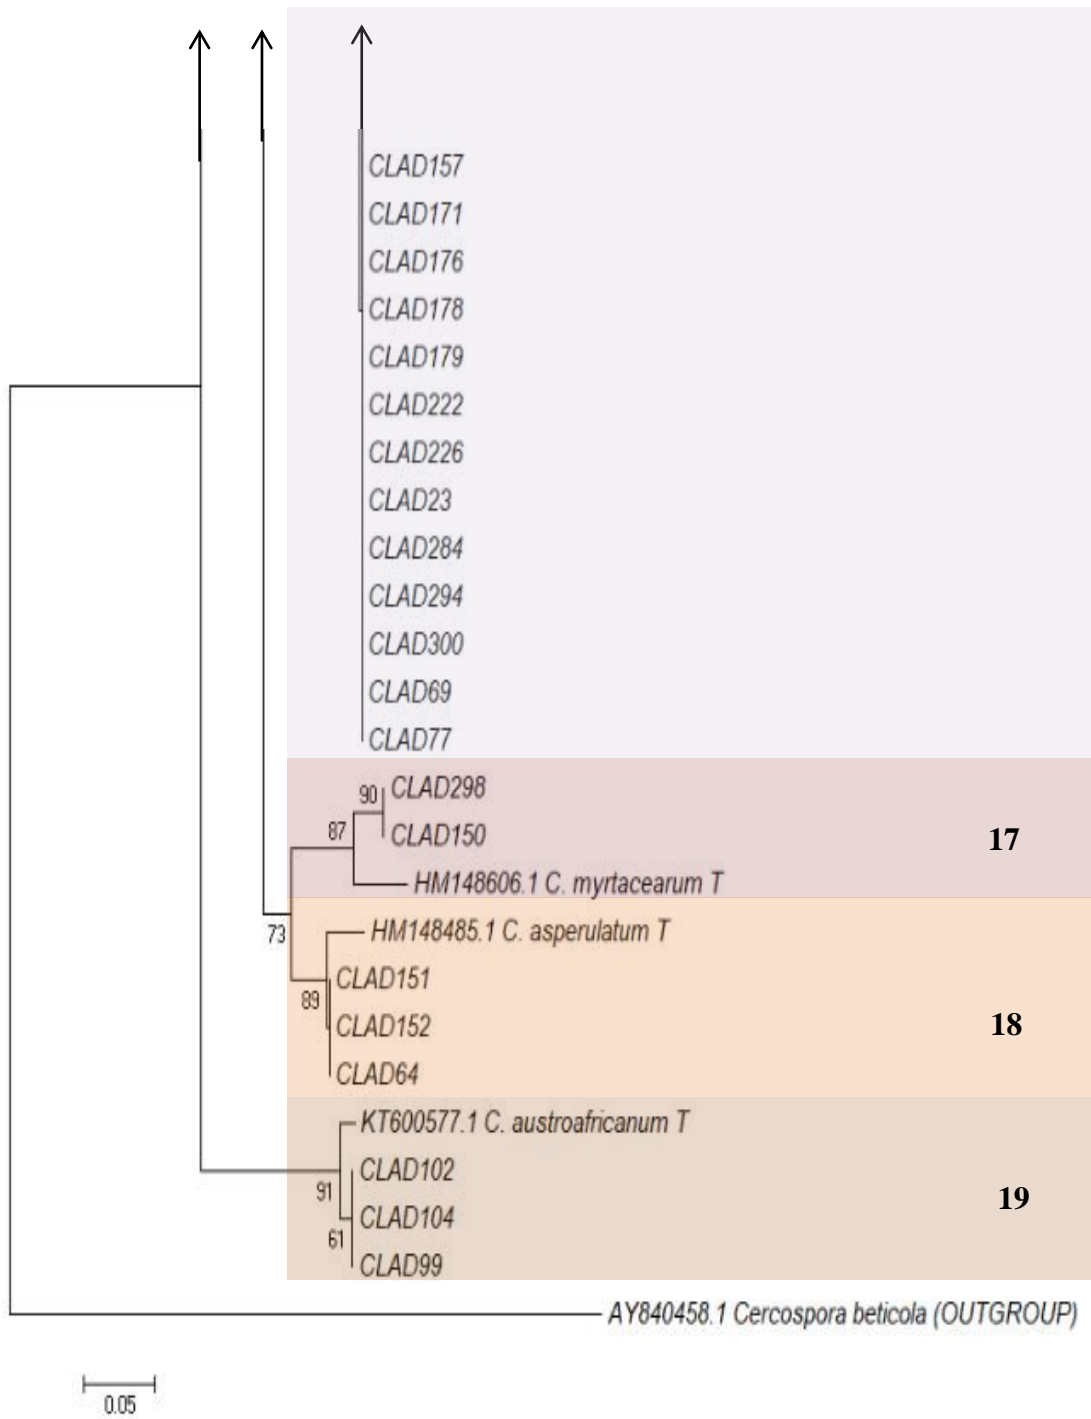 CLAD157
CLAD171
CLAD176
CLAD178
CLAD179
CLAD222
CLAD226
CLAD23
CLAD284
CLAD294
CLAD300
CLAD69
CLAD77
90 CLAD298
87 CLAD150 17
HM148606.1 C. myrtacearum T
73 HM148485.1 C. asperulatum T
CLAD151
89
CLAD152 18
CLAD64
KT600577.1 C. austroafricanum T
CLAD102
91 19
CLAD104
61
CLAD99
AY840458.1 Cercospora beticola (OUTGROUP)
0.05